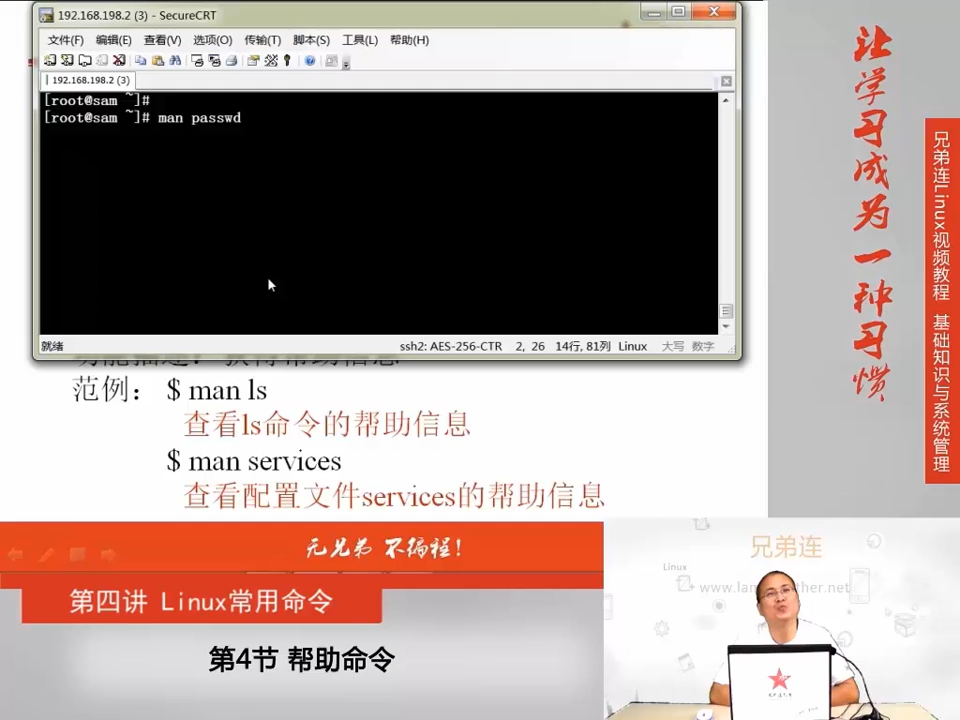 192.168.198.2 (3) - SecureCRT
文件(F) 编辑(E) 查看(V) 选项(O) 传输(T) 脚本(S) 工具(L) 帮助(H)
192.168.198.2 (3)
[root@sam ~]#
[root@sam ~]# man passwd
就绪 ssh2: AES-256-CTR 2, 26 14行, 81列 Linux 大写 数字
范例： $ man ls
查看ls命令的帮助信息
$ man services
查看配置文件services的帮助信息
让学习成为一种习惯
兄弟连Linux视频教程 基础知识与系统管理
无兄弟 不编程！
第四讲 Linux常用命令
第4节 帮助命令
兄弟连
Linux